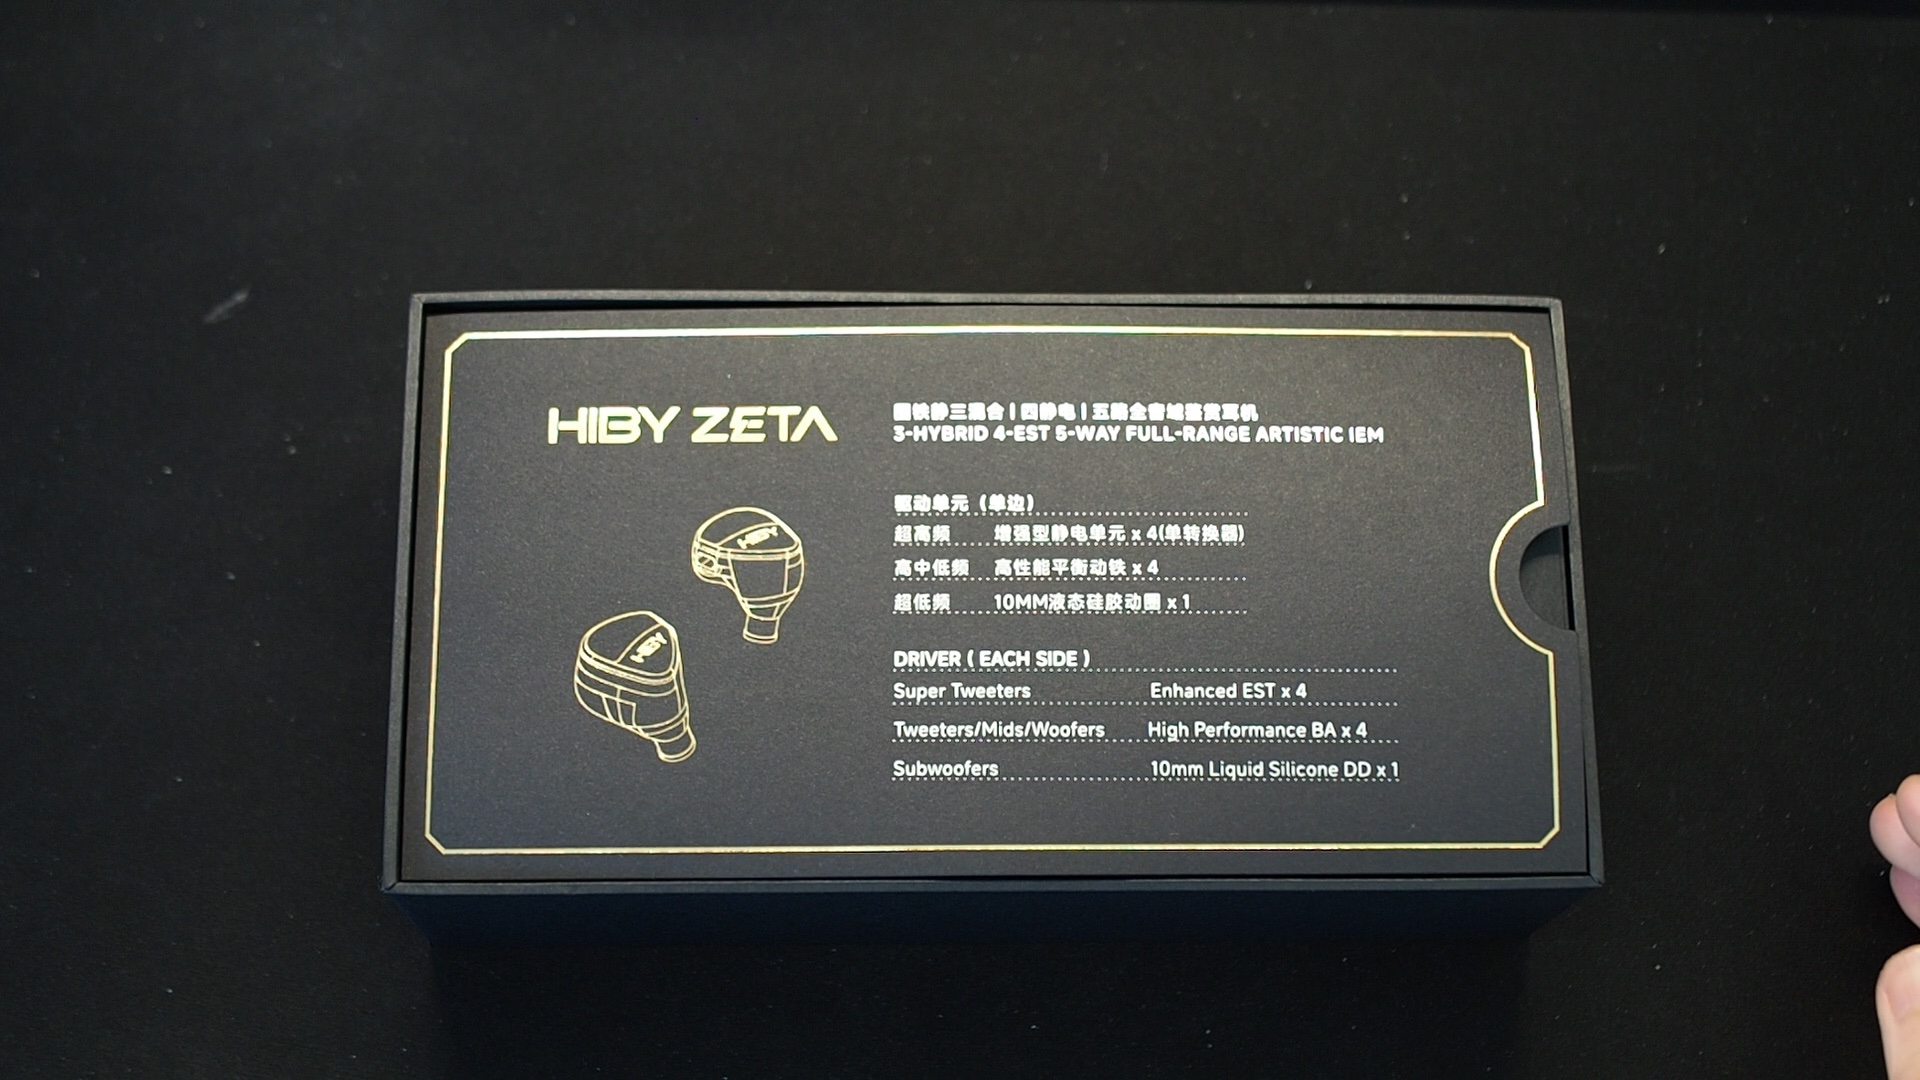 HIBY ZETA
圈铁静三混合 | 四静电 | 五路全音域鉴赏耳机
3-HYBRID 4-EST 5-WAY FULL-RANGE ARTISTIC IEM
驱动单元（单边）
超高频 增强型静电单元 x 4(单转换器)
高中低频 高性能平衡动铁 x 4
超低频 10MM液态硅胶动圈 x 1
DRIVER ( EACH SIDE )
Super Tweeters Enhanced EST x 4
Tweeters/Mids/Woofers High Performance BA x 4
Subwoofers 10mm Liquid Silicone DD x 1
HIBY
HIBY